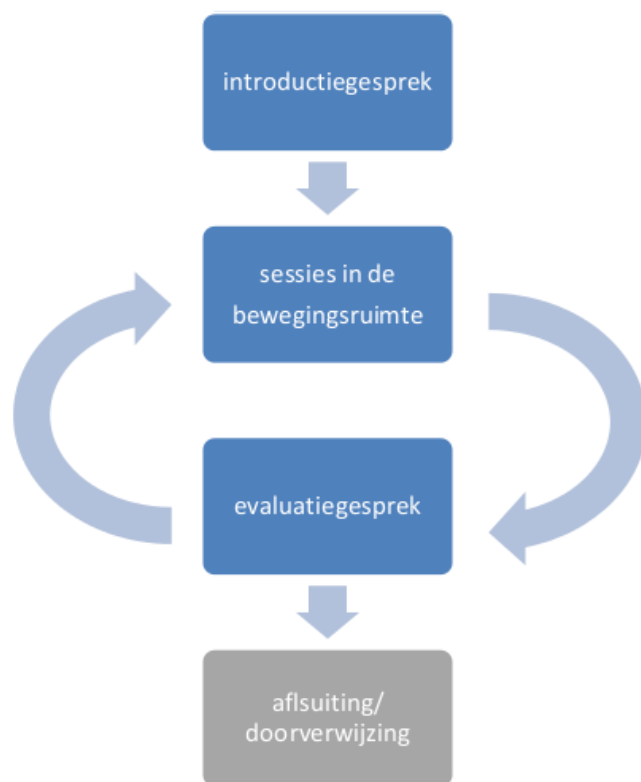 introductiegesprek
sessies in de
bewegingsruimte
evaluatiegesprek
aflsuiting/
doorverwijzing